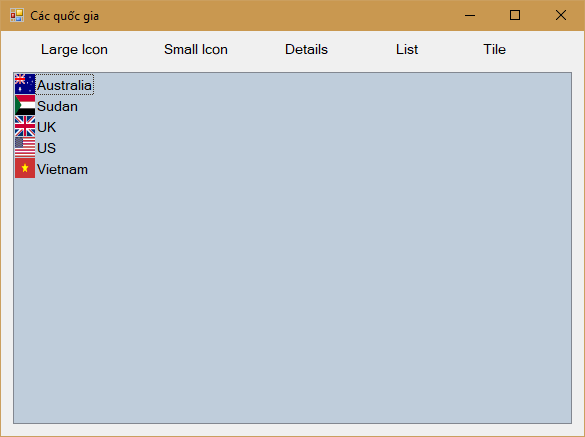 Các quốc gia
Large Icon Small Icon Details List Tile
Australia
Sudan
UK
US
Vietnam